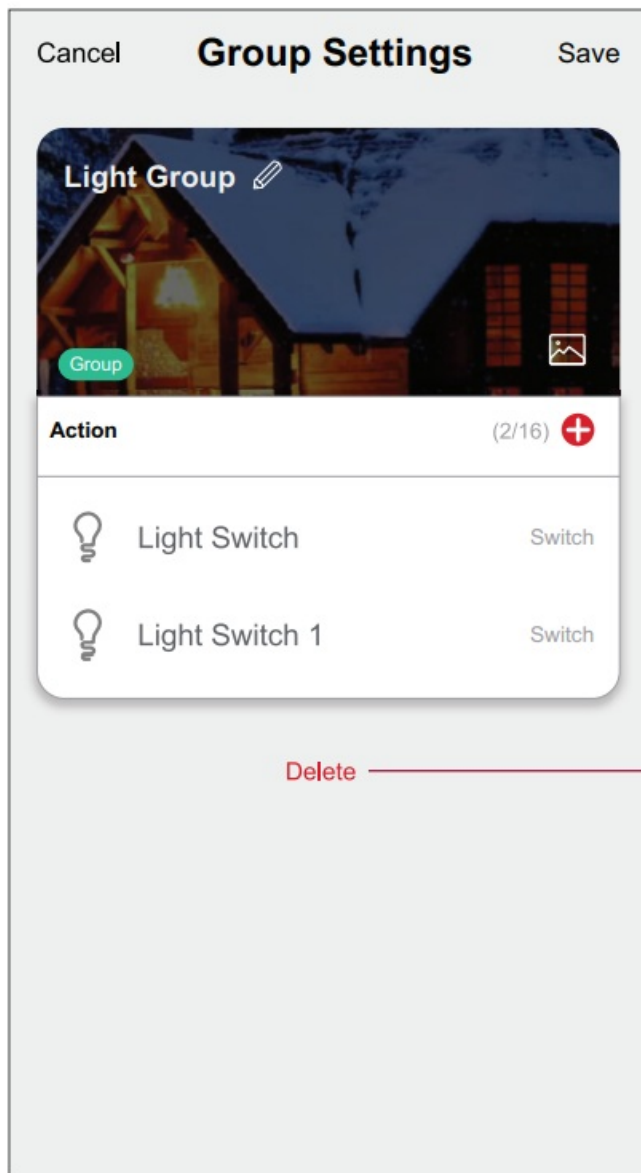 Cancel Group Settings Save
Light Group
Group
Action (2/16)
Light Switch Switch
Light Switch 1 Switch
Delete